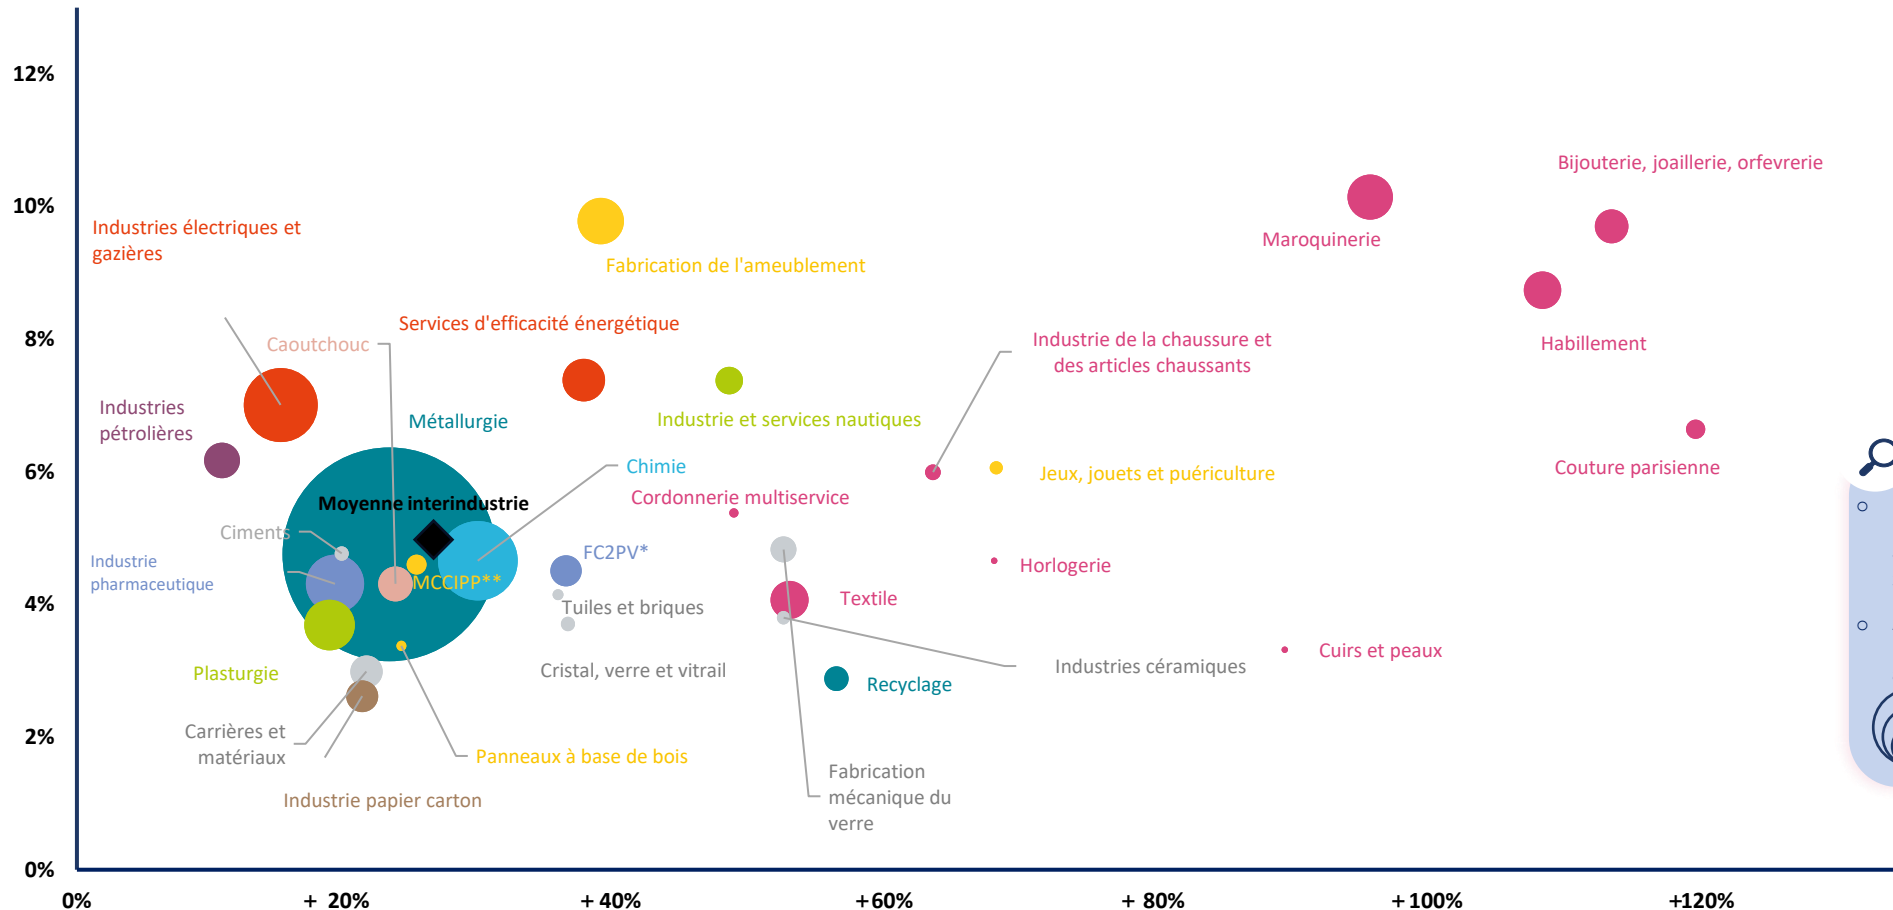 12%
Bijouterie, joaillerie, orfevrerie
10%
Industries électriques et
gazières
Maroquinerie
Fabrication de l'ameublement
8%
Services d'efficacité énergétique
Caoutchouc
Industrie de la chaussure et
des articles chaussants
Habillement
Industries
pétrolières
Métallurgie
Industrie et services nautiques
6%
Chimie
Jeux, jouets et puériculture
Couture parisienne
Moyenne interindustrie
Cordonnerie multiservice
Ciments
FC2PV*
Industrie
pharmaceutique
MCCIPP**
Horlogerie
4%
Tuiles et briques
Textile
Plasturgie
Cristal, verre et vitrail
Industries céramiques
Cuirs et peaux
Recyclage
2%
Carrières et
matériaux
Panneaux à base de bois
Industrie papier carton
Fabrication
mécanique du
verre
0%
0%
+ 20%
+ 40%
+60%
+ 80%
+100%
+120%